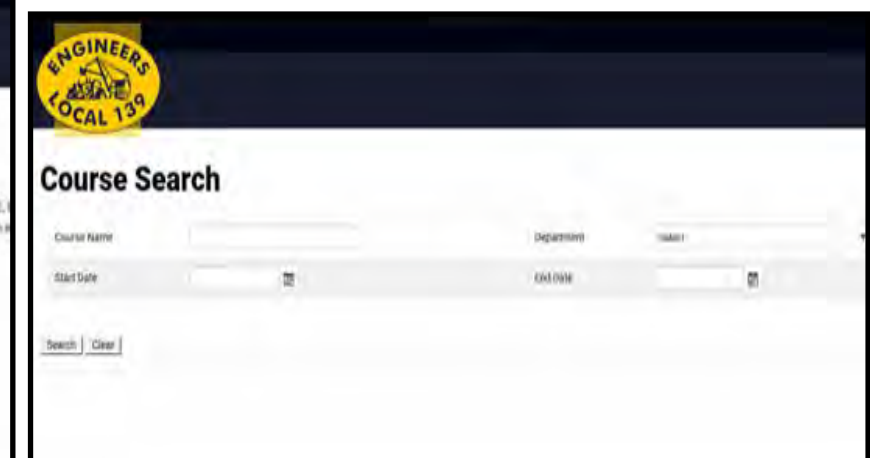 ENGINEERS
LOCAL 139
Course Search
Course Name
Department
Start Date
End Date
Search Clear